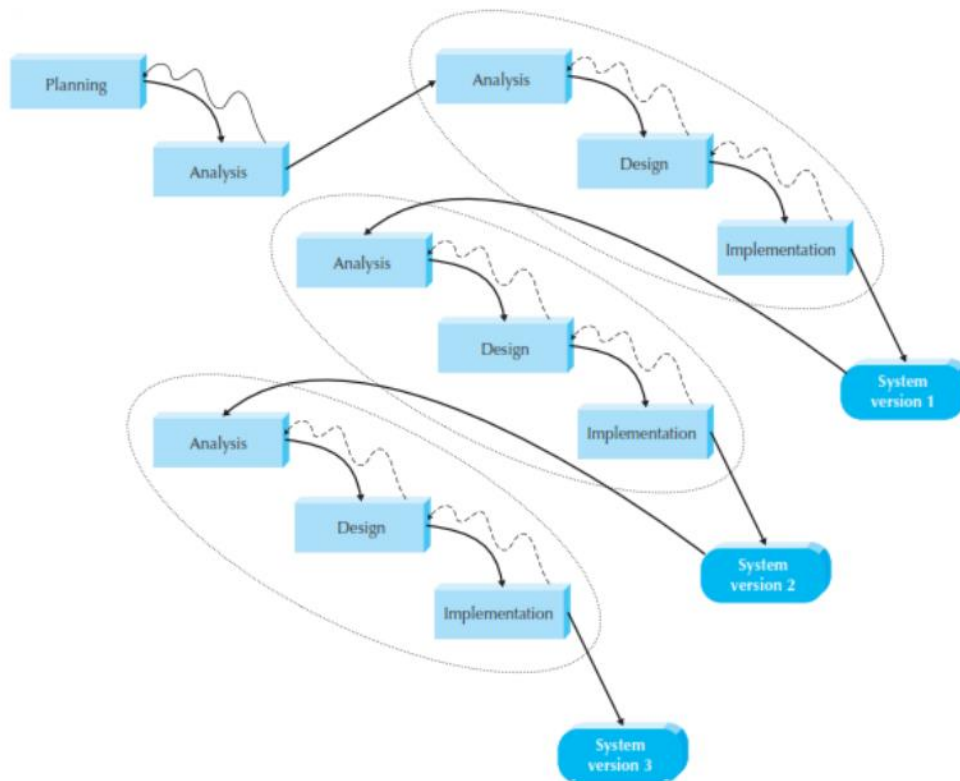 Planning
Analysis
Analysis
Design
Implementation
System
version 1
Analysis
Design
Implementation
System
version 2
Analysis
Design
Implementation
System
version 3